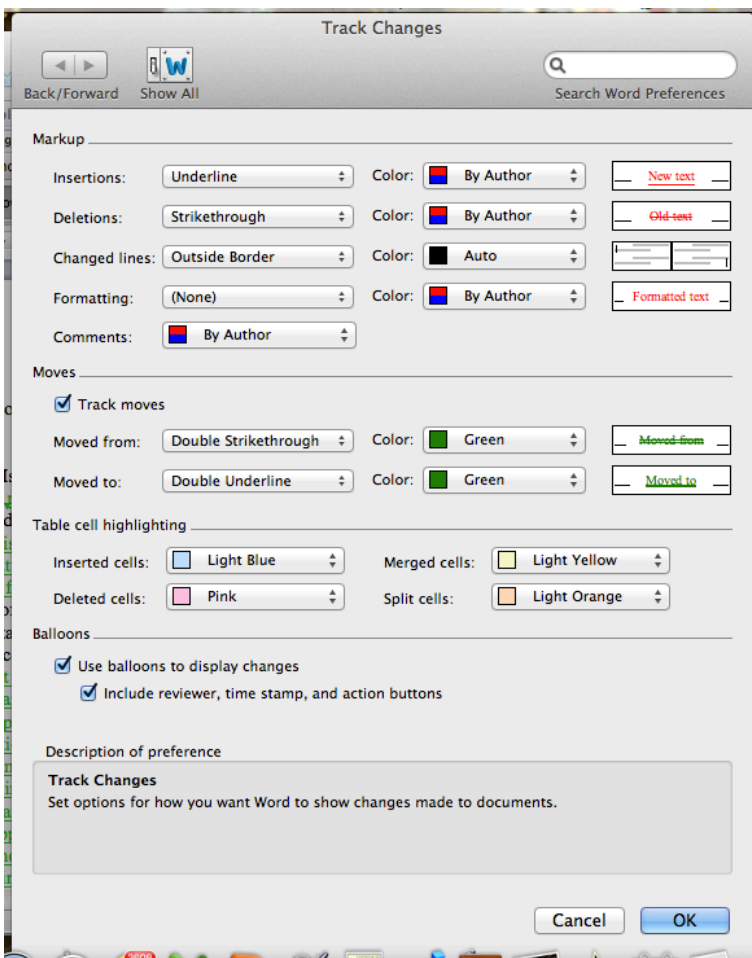 Track Changes
Back/Forward Show All Search Word Preferences
Markup
Insertions: Underline Color: By Author New text
Deletions: Strikethrough Color: By Author Old text
Changed lines: Outside Border Color: Auto
Formatting: (None) Color: By Author Formatted text
Comments: By Author
Moves
Track moves
Moved from: Double Strikethrough Color: Green Moved from
Moved to: Double Underline Color: Green Moved to
Table cell highlighting
Inserted cells: Light Blue Merged cells: Light Yellow
Deleted cells: Pink Split cells: Light Orange
Balloons
Use balloons to display changes
Include reviewer, time stamp, and action buttons
Description of preference
Track Changes
Set options for how you want Word to show changes made to documents.
Cancel OK